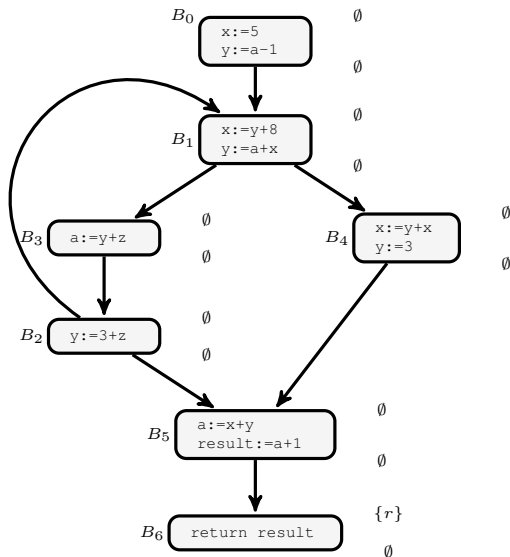 B0 x:=5 ∅
y:=a-1
∅
∅
B1 x:=y+8
y:=a+x
∅
B3 a:=y+z ∅
∅
B4 x:=y+x ∅
y:=3
∅
B2 y:=3+z ∅
∅
B5 a:=x+y ∅
result:=a+1
∅
{r}
B6 return result
∅